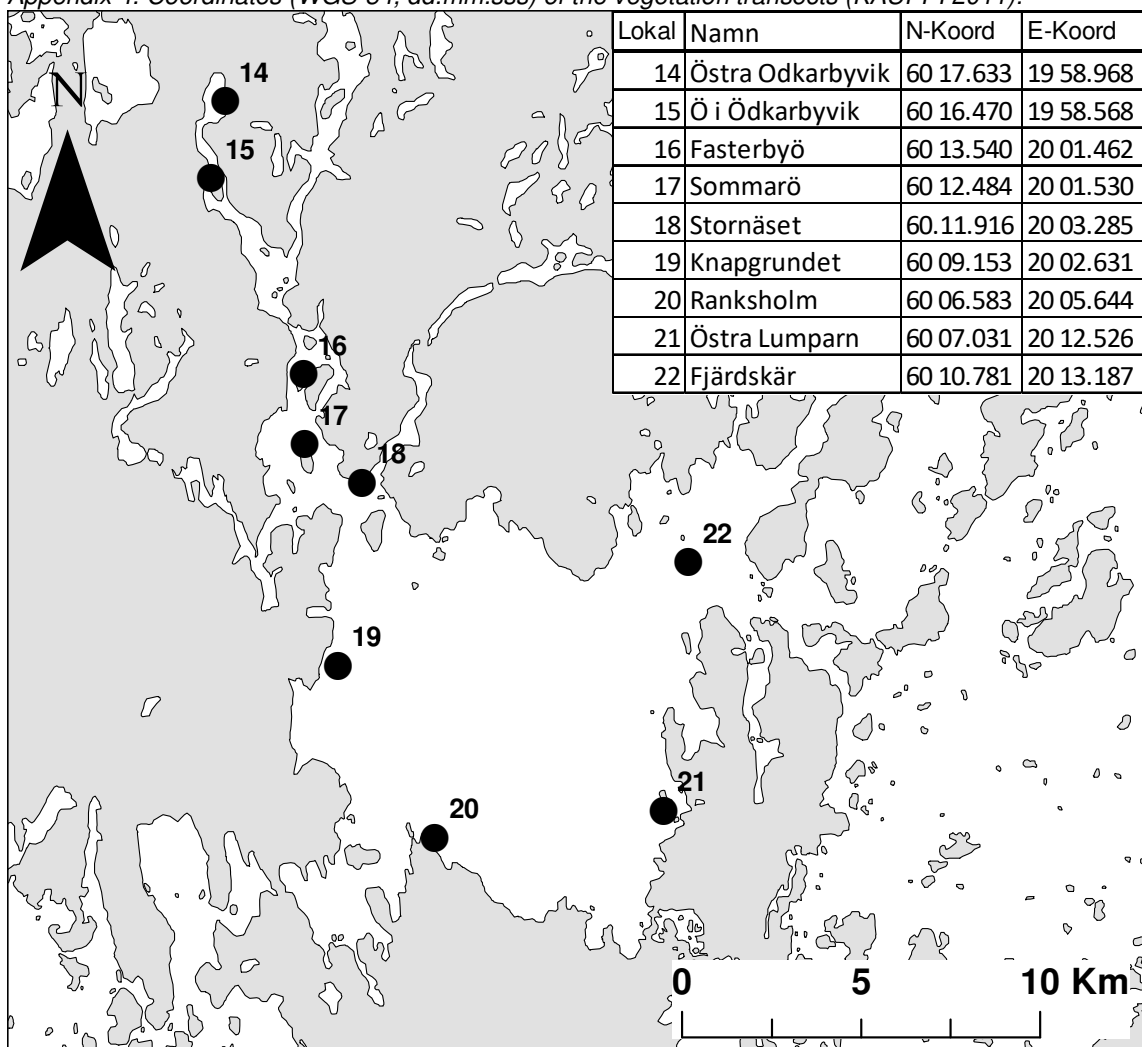 Appendix 1. Coordinates (WGS 84, dd.mm.sss) of the vegetation transects
Lokal Namn N-Koord E-Koord
14 Östra Odkarbyvik 60 17.633 19 58.968
15 Ö i Ödkarbyvik 60 16.470 19 58.568
16 Fasterbyö 60 13.540 20 01.462
17 Sommarö 60 12.484 20 01.530
18 Stornäset 60.11.916 20 03.285
19 Knapgrundet 60 09.153 20 02.631
20 Ranksholm 60 06.583 20 05.644
21 Östra Lumparn 60 07.031 20 12.526
22 Fjärdskär 60 10.781 20 13.187
N
14
15
16
17
18
22
19
21
20
0 5 10 Km